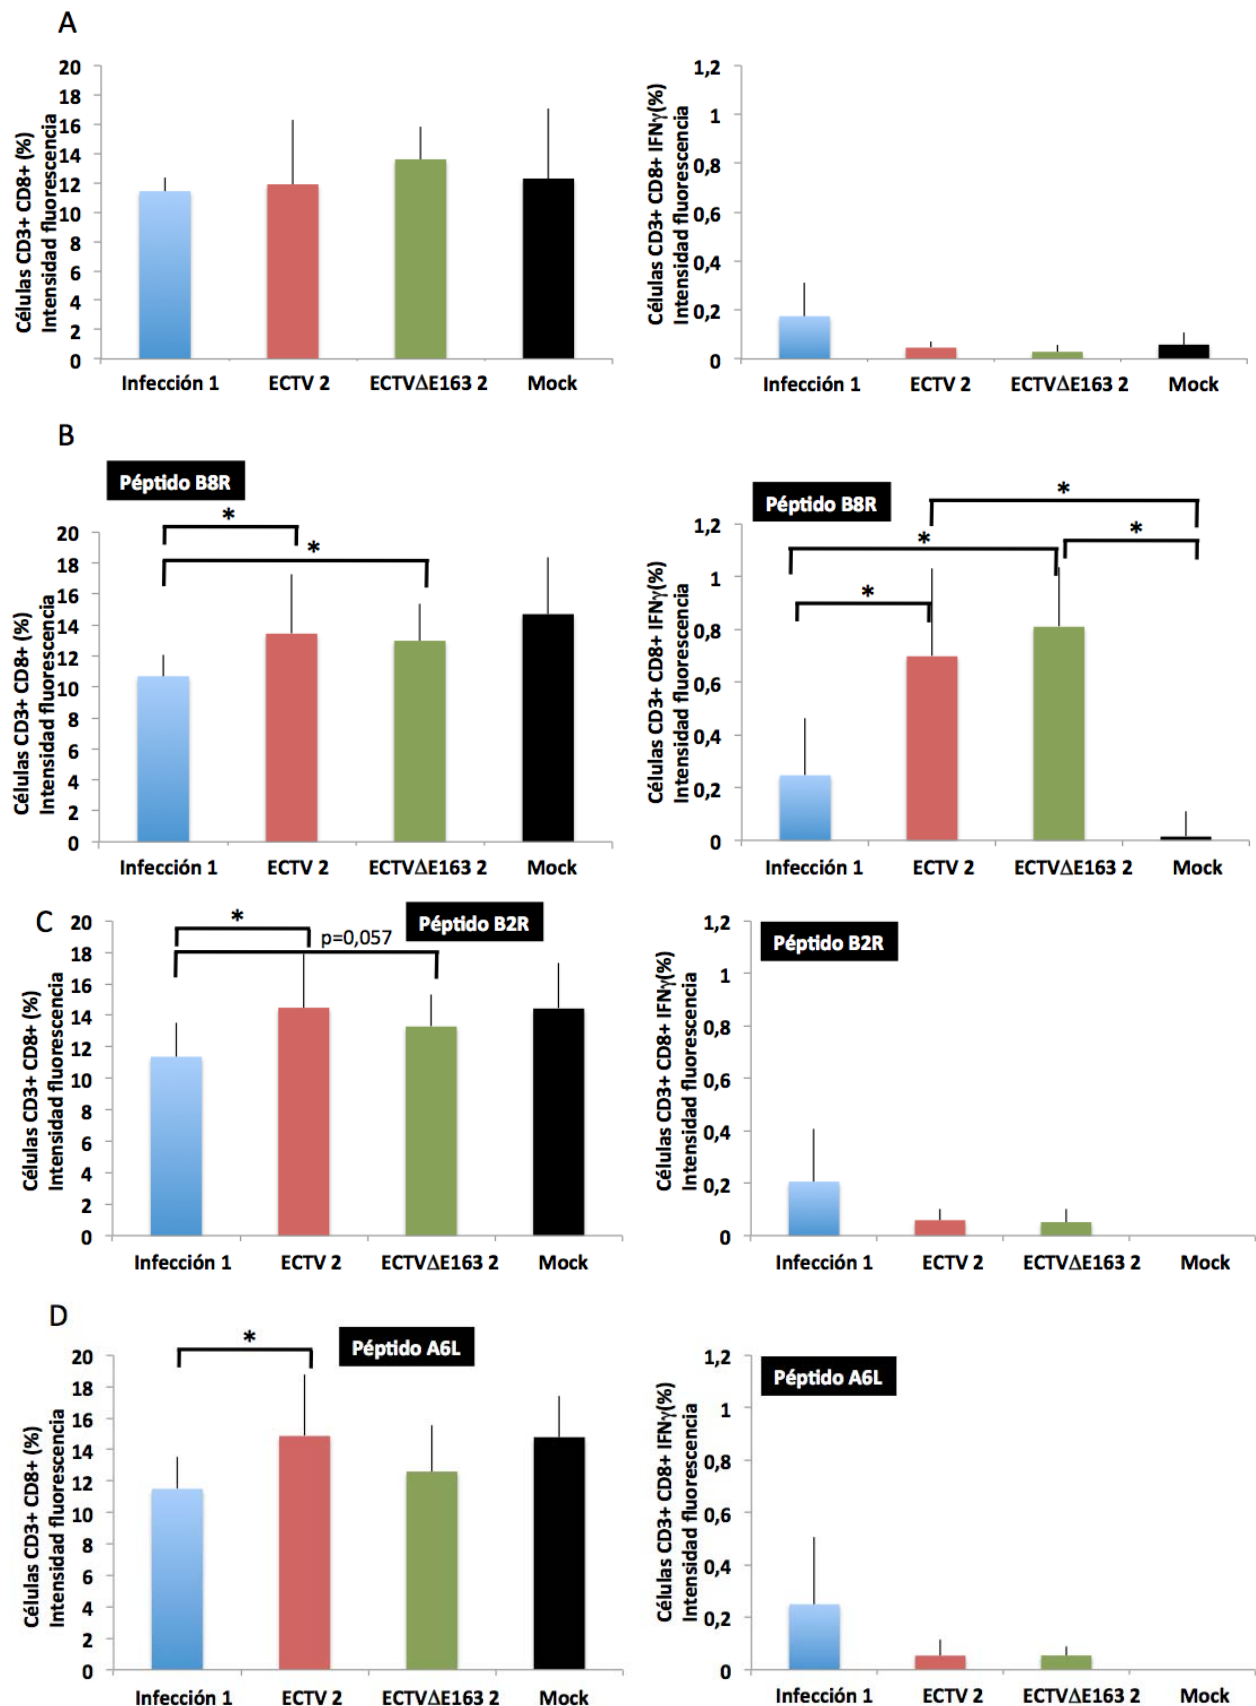 A
Células CD3+ CD8+ (%)
Intensidad fluorescencia
20
18
16
14
12
10
8
6
4
2
0
Infección 1 ECTV 2 ECTVΔE163 2 Mock
Células CD3+ CD8+ IFNγ(%)
Intensidad fluorescencia
1,2
1
0,8
0,6
0,4
0,2
0
Infección 1 ECTV 2 ECTVΔE163 2 Mock
B
Péptido B8R
*
*
Células CD3+ CD8+ (%)
Intensidad fluorescencia
20
18
16
14
12
10
8
6
4
2
0
Infección 1 ECTV 2 ECTVΔE163 2 Mock
Péptido B8R
*
*
*
*
Células CD3+ CD8+ IFNγ(%)
Intensidad fluorescencia
1,2
1
0,8
0,6
0,4
0,2
0
Infección 1 ECTV 2 ECTVΔE163 2 Mock
C
Péptido B2R
*
p=0,057
Células CD3+ CD8+ (%)
Intensidad fluorescencia
20
18
16
14
12
10
8
6
4
2
0
Infección 1 ECTV 2 ECTVΔE163 2 Mock
Péptido B2R
Células CD3+ CD8+ IFNγ(%)
Intensidad fluorescencia
1,2
1
0,8
0,6
0,4
0,2
0
Infección 1 ECTV 2 ECTVΔE163 2 Mock
D
Péptido A6L
*
Células CD3+ CD8+ (%)
Intensidad fluorescencia
20
18
16
14
12
10
8
6
4
2
0
Infección 1 ECTV 2 ECTVΔE163 2 Mock
Péptido A6L
Células CD3+ CD8+ IFNγ(%)
Intensidad fluorescencia
1,2
1
0,8
0,6
0,4
0,2
0
Infección 1 ECTV 2 ECTVΔE163 2 Mock